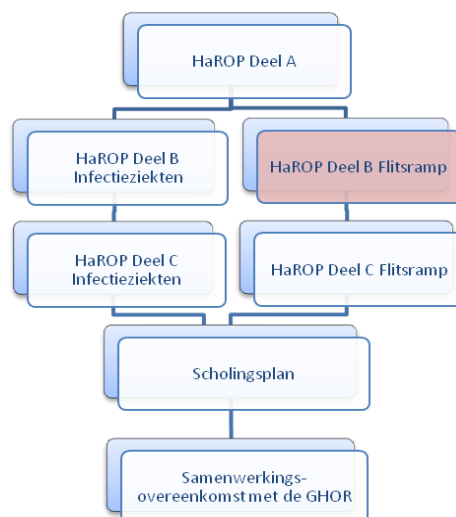 HaROP Deel A
HaROP Deel B
Infectieziekten
HaROP Deel B Flitsramp
HaROP Deel C
Infectieziekten
HaROP Deel C Flitsramp
Scholingsplan
Samenwerkings-
overeenkomst met de GHOR